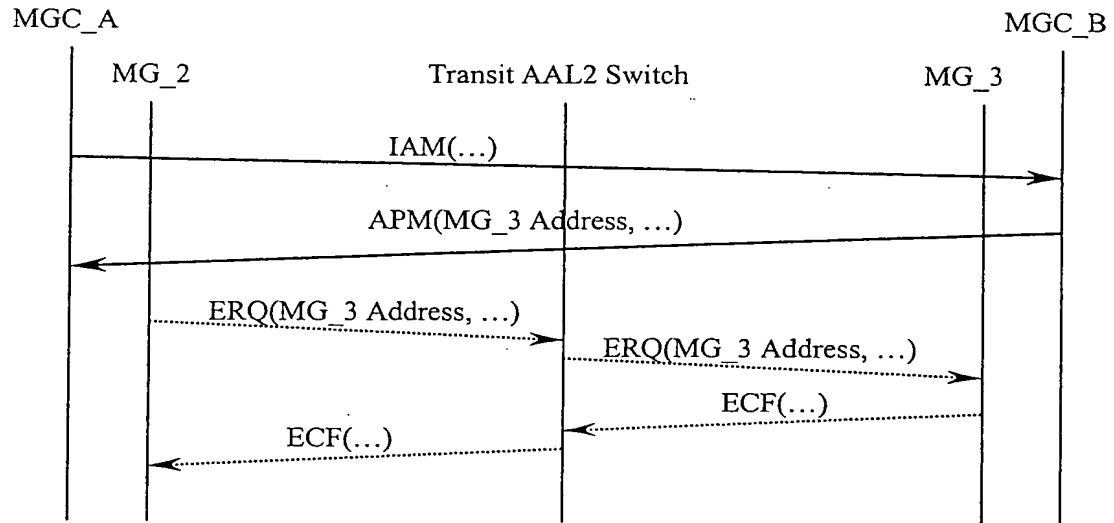 MGC_A
MGC_B
MG_2
Transit AAL2 Switch
MG_3
IAM(...)
APM(MG_3 Address, ...)
ERQ(MG_3 Address, ...)
ERQ(MG_3 Address, ...)
ECF(...)
ECF(...)